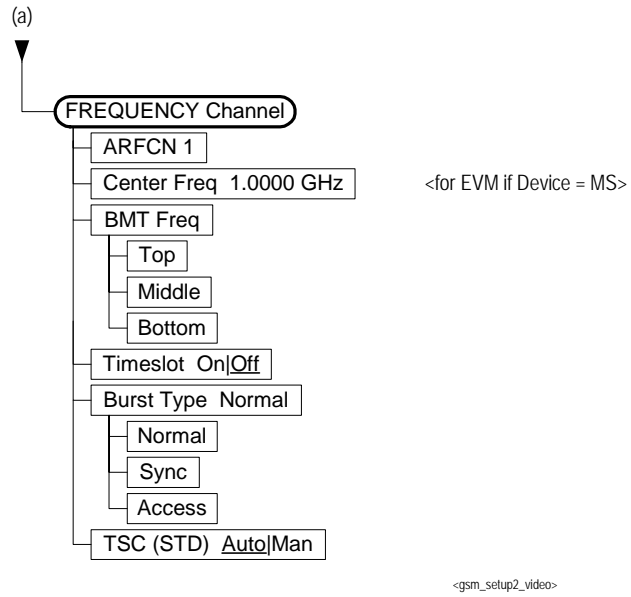 (a)
FREQUENCY Channel
ARFCN 1
Center Freq 1.0000 GHz <for EVM if Device = MS>
BMT Freq
Top
Middle
Bottom
Timeslot On|Off
Burst Type Normal
Normal
Sync
Access
TSC (STD) Auto|Man
<gsm_setup2_video>